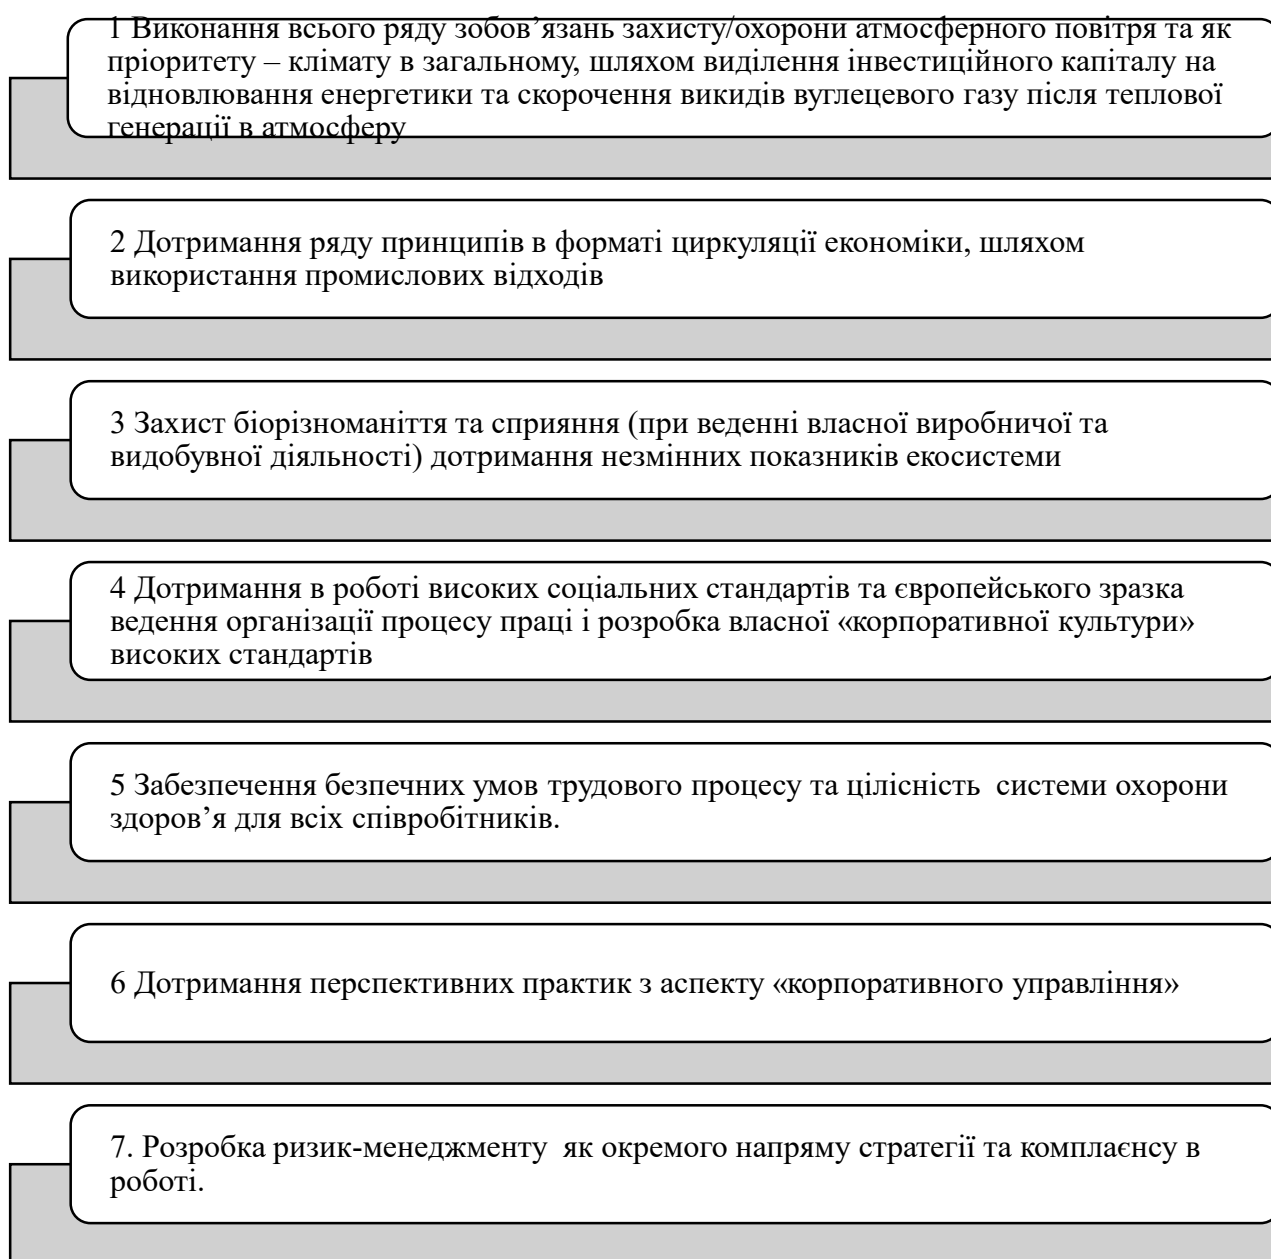 1 Виконання всього ряду зобов’язань захисту/охорони атмосферного повітря та як
пріоритету – клімату в загальному, шляхом виділення інвестиційного капіталу на
відновлювання енергетики та скорочення викидів вуглецевого газу після теплової
генерації в атмосферу
2 Дотримання ряду принципів в форматі циркуляції економіки, шляхом
використання промислових відходів
3 Захист біорізноманіття та сприяння (при веденні власної виробничої та
видобувної діяльності) дотримання незмінних показників екосистеми
4 Дотримання в роботі високих соціальних стандартів та європейського зразка
ведення організації процесу праці і розробка власної «корпоративної культури»
високих стандартів
5 Забезпечення безпечних умов трудового процесу та цілісність  системи охорони
здоров’я для всіх співробітників.
6 Дотримання перспективних практик з аспекту «корпоративного управління»
7. Розробка ризик-менеджменту  як окремого напряму стратегії та комплаєнсу в
роботі.